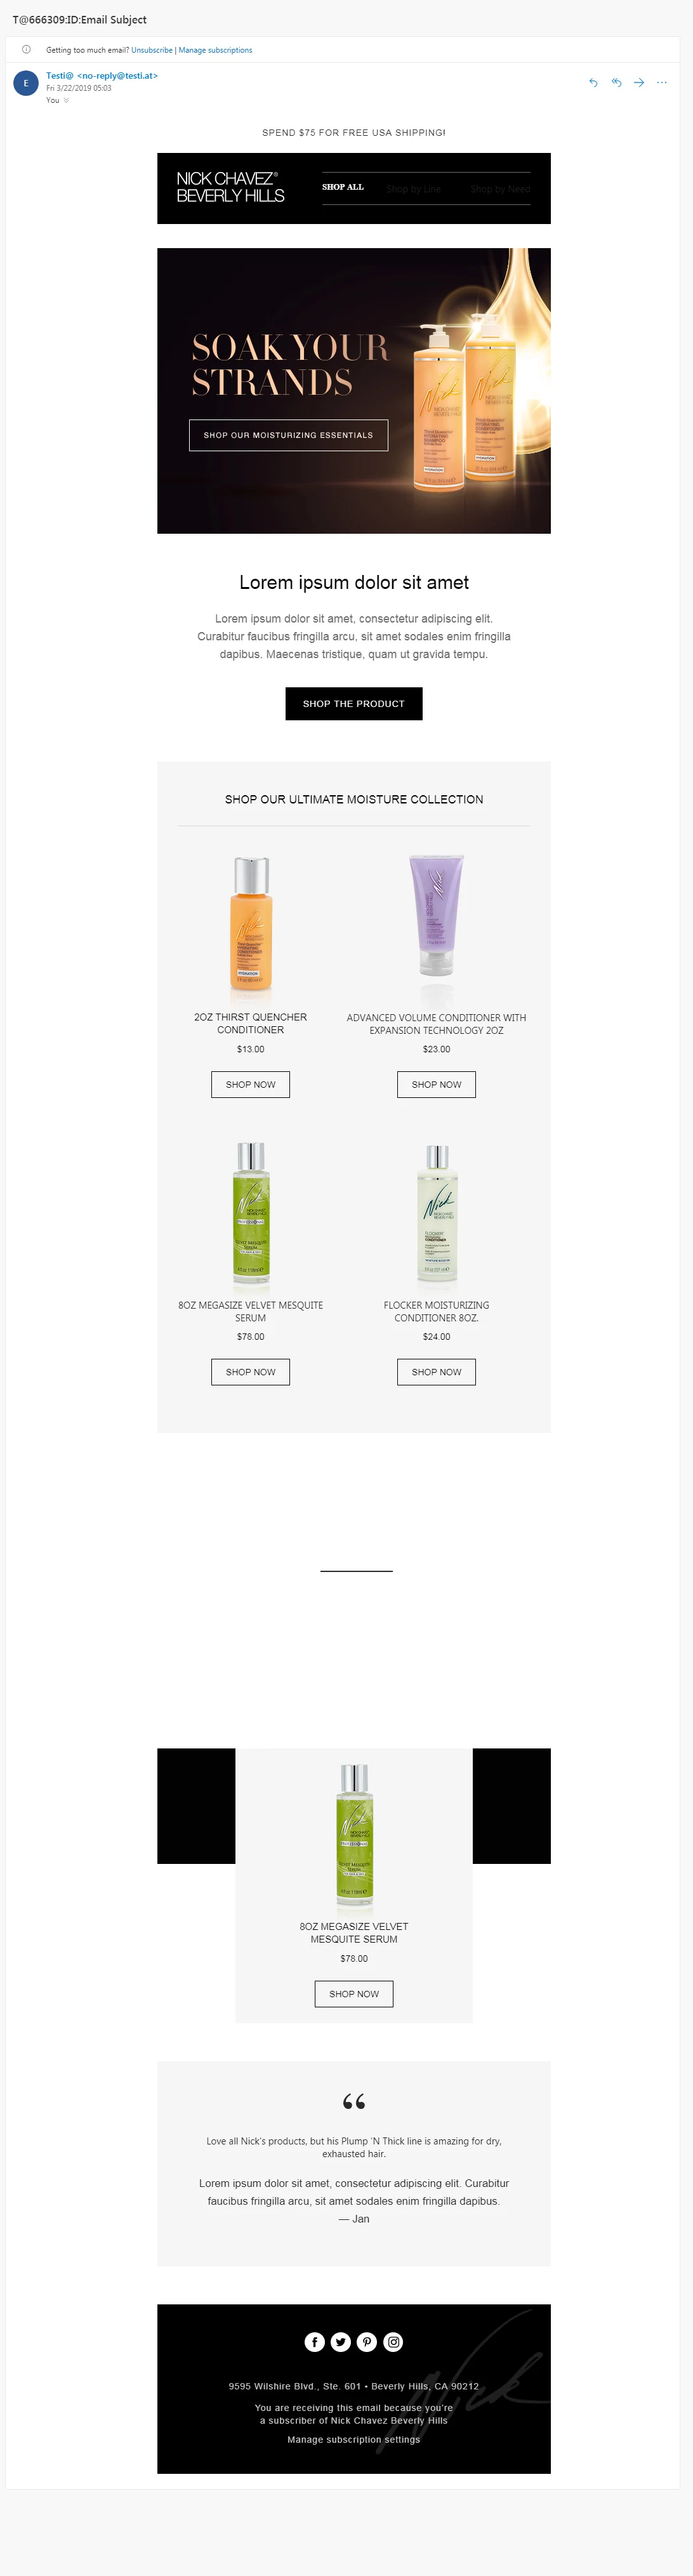 T@666309:ID:Email Subject
Getting too much email? Unsubscribe | Manage subscriptions
E
Testi@ <no-reply@testi.at>
Fri 3/22/2019 05:03
You
SPEND $75 FOR FREE USA SHIPPING!
NICK CHAVEZ®
BEVERLY HILLS
SHOP ALL Shop by Line Shop by Need
SOAK YOUR
STRANDS
SHOP OUR MOISTURIZING ESSENTIALS
Lorem ipsum dolor sit amet
Lorem ipsum dolor sit amet, consectetur adipiscing elit.
Curabitur faucibus fringilla arcu, sit amet sodales enim fringilla
dapibus. Maecenas tristique, quam ut gravida tempu.
SHOP THE PRODUCT
SHOP OUR ULTIMATE MOISTURE COLLECTION
2OZ THIRST QUENCHER
CONDITIONER
$13.00
SHOP NOW
ADVANCED VOLUME CONDITIONER WITH
EXPANSION TECHNOLOGY 2OZ
$23.00
SHOP NOW
8OZ MEGASIZE VELVET MESQUITE
SERUM
$78.00
SHOP NOW
FLOCKER MOISTURIZING
CONDITIONER 8OZ.
$24.00
SHOP NOW
8OZ MEGASIZE VELVET
MESQUITE SERUM
$78.00
SHOP NOW
“
Love all Nick's products, but his Plump 'N Thick line is amazing for dry,
exhausted hair.
Lorem ipsum dolor sit amet, consectetur adipiscing elit. Curabitur
faucibus fringilla arcu, sit amet sodales enim fringilla dapibus.
— Jan
9595 Wilshire Blvd., Ste. 601 • Beverly Hills, CA 90212
You are receiving this email because you're
a subscriber of Nick Chavez Beverly Hills
Manage subscription settings